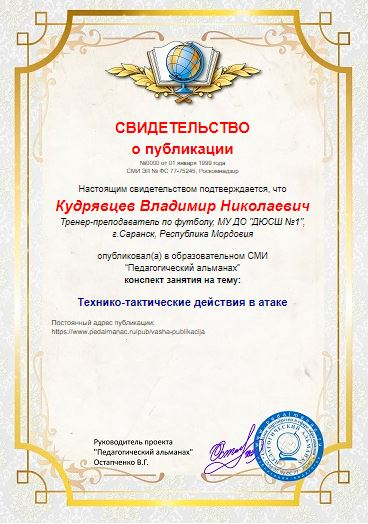 СВИДЕТЕЛЬСТВО
о публикации
№0000 от 01 января 1999 года
СМИ ЭЛ № ФС 77-75245, Роскомнадзор
Настоящим свидетельством подтверждается, что
Кудрявцев Владимир Николаевич
Тренер-преподаватель по футболу, МУ ДО "ДЮСШ №1",
г.Саранск, Республика Мордовия
опубликовал(а) в образовательном СМИ
"Педагогический альманах"
конспект занятия на тему:
Технико-тактические действия в атаке
Постоянный адрес публикации:
https://www.pedalmanac.ru/pub/vasha-publikacija
Руководитель проекта
"Педагогический альманах"
Остапченко В.Г.